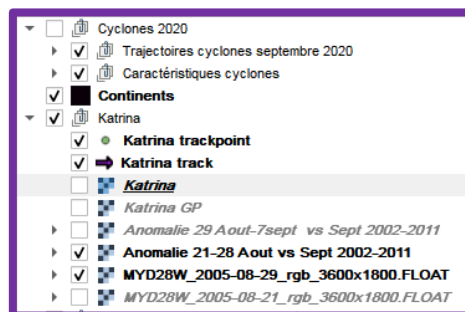 Cyclones 2020
Trajectoires cyclones septembre 2020
Caractéristiques cyclones
Continents
Katrina
Katrina trackpoint
Katrina track
Katrina
Katrina GP
Anomalie 29 Aout-7sept vs Sept 2002-2011
Anomalie 21-28 Aout vs Sept 2002-2011
MYD28W_2005-08-29_rgb_3600x1800.FLOAT
MYD28W_2005-08-21_rgb_3600x1800.FLOAT